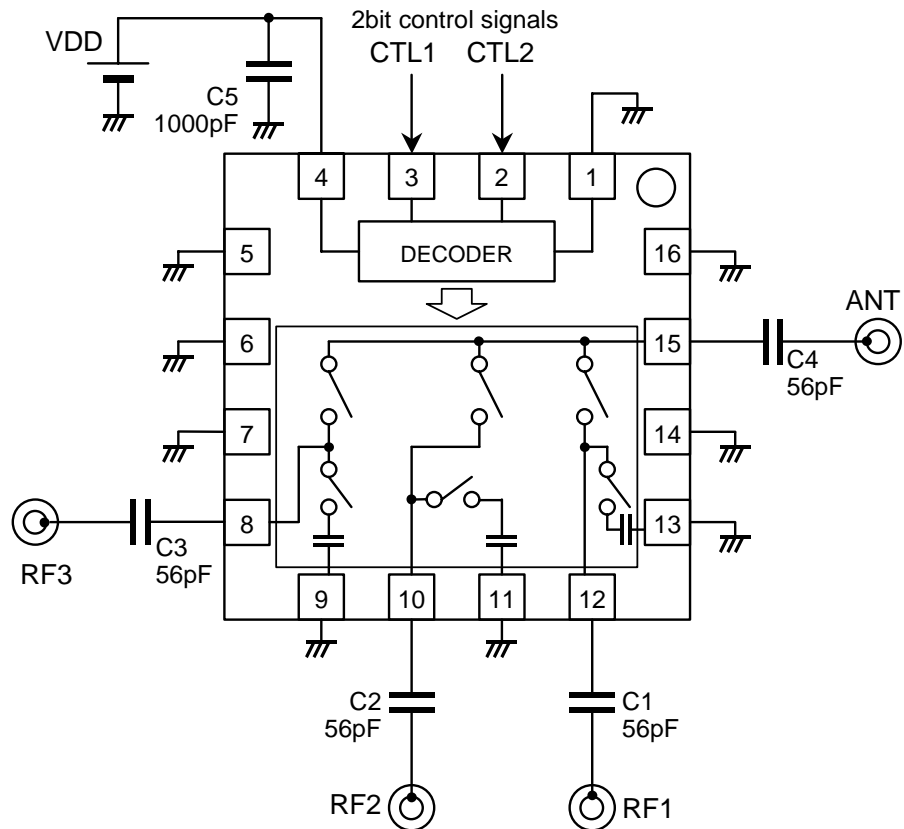 2bit control signals
VDD
CTL1 CTL2
C5
1000pF
4 3 2 1
DECODER
5 16
ANT
6 15
C4
56pF
7 14
8 13
C3
56pF
RF3
9 10 11 12
C2
56pF
C1
56pF
RF2 RF1